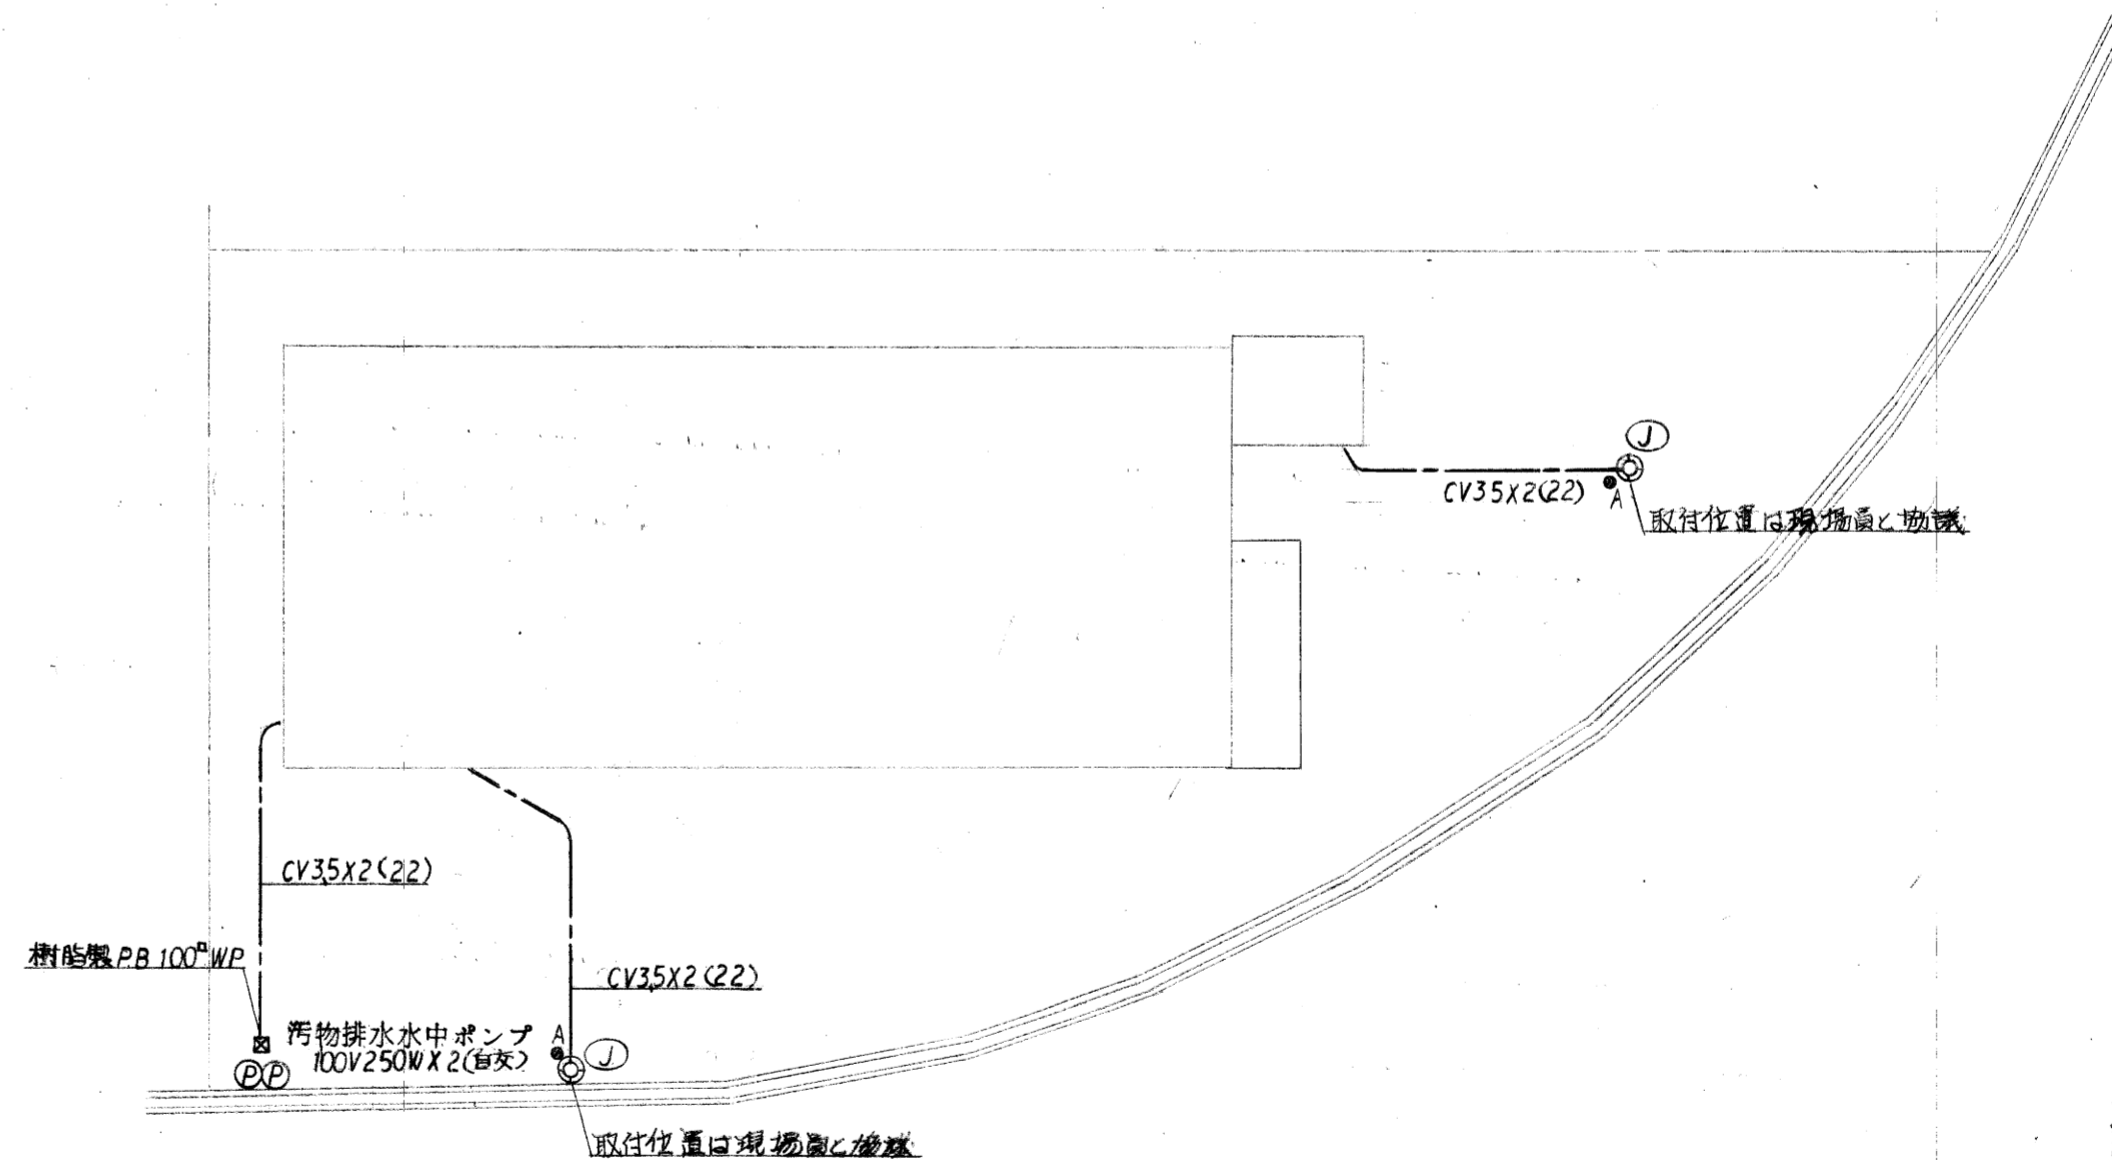 J
CV3.5X2(22)
A
取付位置は現場員と協議
CV3.5X2(22)
樹脂製P.B 100□WP
CV3.5X2(22)
汚物排水水中ポンプ
100V250WX2(自交)
A
J
P P
取付位置は現場員と協議